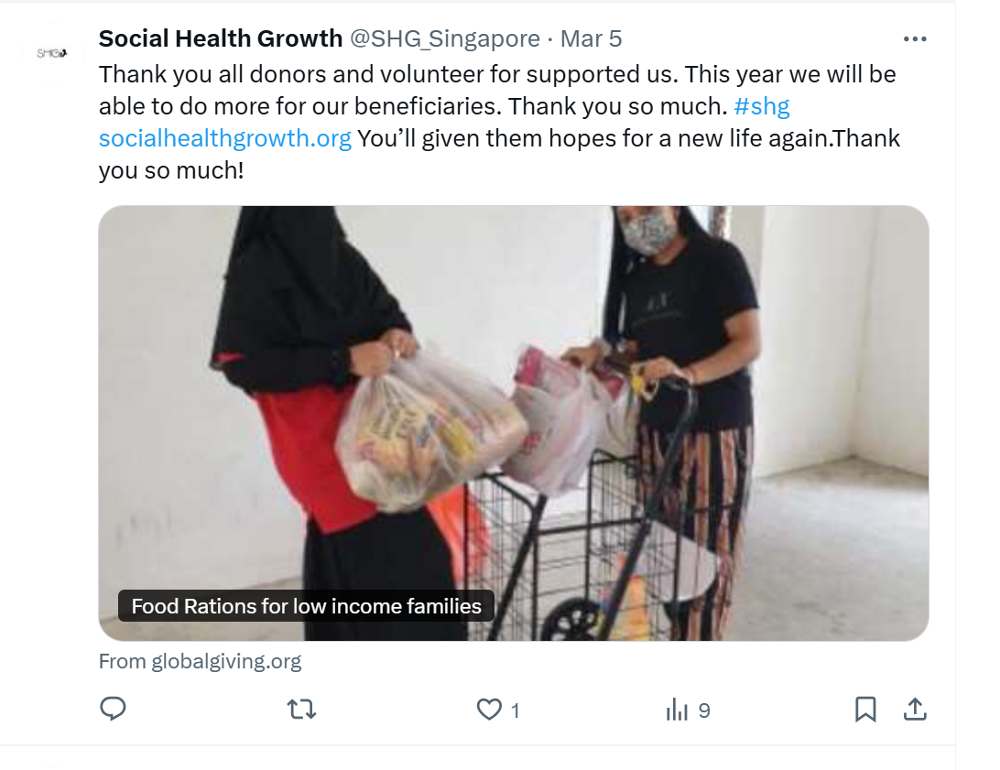 SHG
Social Health Growth @SHG_Singapore · Mar 5
Thank you all donors and volunteer for supported us. This year we will be
able to do more for our beneficiaries. Thank you so much. #shg
socialhealthgrowth.org You’ll given them hopes for a new life again.Thank
you so much!
Food Rations for low income families
From globalgiving.org
1
9